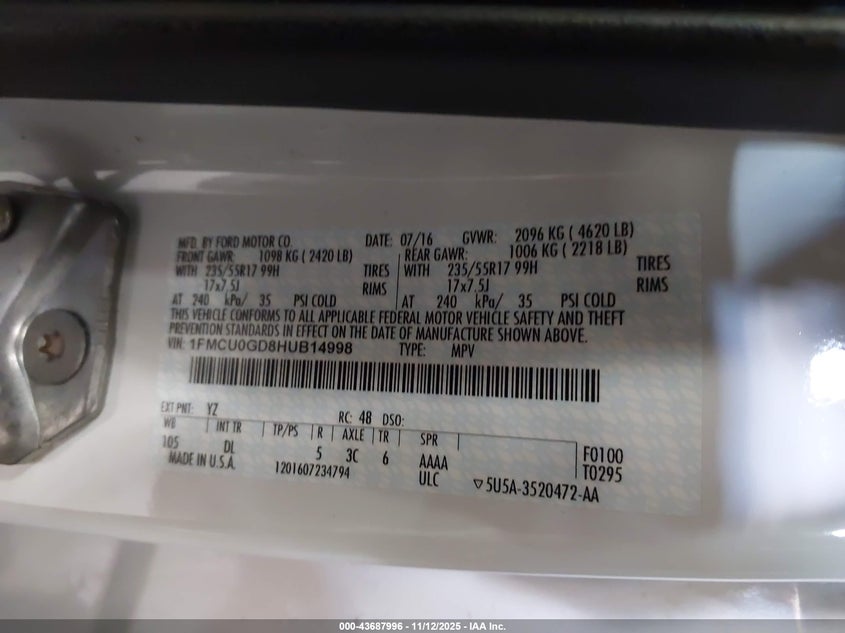 MFD. BY FORD MOTOR CO. DATE: 07/16 GVWR: 2096 KG ( 4620 LB)
FRONT GAWR: 1098 KG ( 2420 LB) REAR GAWR: 1006 KG ( 2218 LB)
WITH 235/55R17 99H TIRES WITH 235/55R17 99H TIRES
17x7.5J RIMS 17x7.5J RIMS
AT 240 kPa/ 35 PSI COLD AT 240 kPa/ 35 PSI COLD
THIS VEHICLE CONFORMS TO ALL APPLICABLE FEDERAL MOTOR VEHICLE SAFETY AND THEFT
PREVENTION STANDARDS IN EFFECT ON THE DATE OF MANUFACTURE SHOWN ABOVE.
VIN: 1FMCU0GD8HUB14998 TYPE: MPV
EXT PNT: YZ RC: 48 DSO:
WB INT TR TP/PS R AXLE TR SPR
105 DL 5 3C 6 AAAA F0100
MADE IN U.S.A. 1201607234794 ULC T0295
▽5U5A-3520472-AA
000-43687996 - 11/12/2025 - IAA Inc.